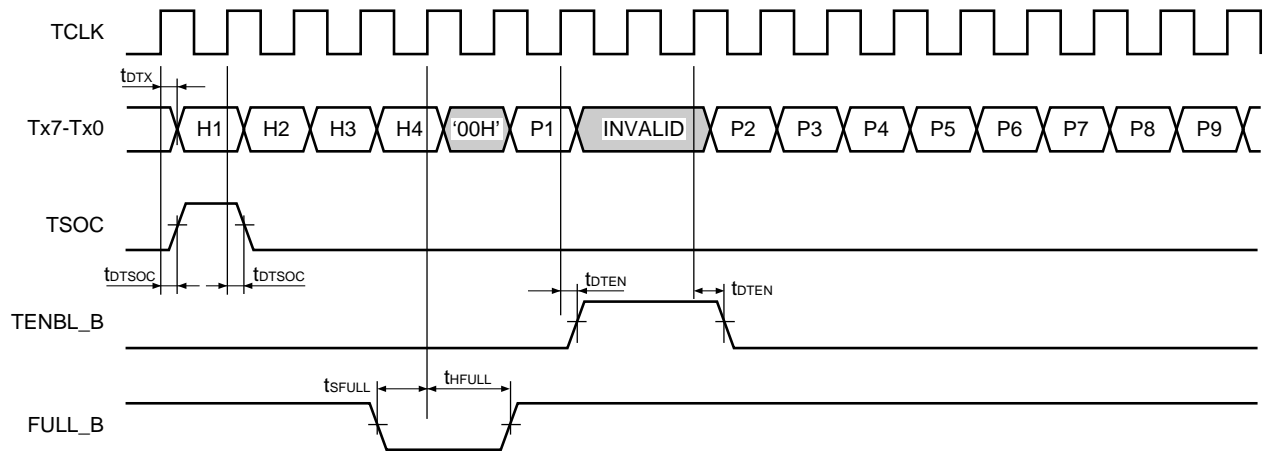 TCLK
tDTX
Tx7-Tx0 H1 H2 H3 H4 ‘00H’ P1 INVALID P2 P3 P4 P5 P6 P7 P8 P9
TSOC
tDTSOC tDTSOC
tDTEN tDTEN
TENBL_B
tSFULL tHFULL
FULL_B